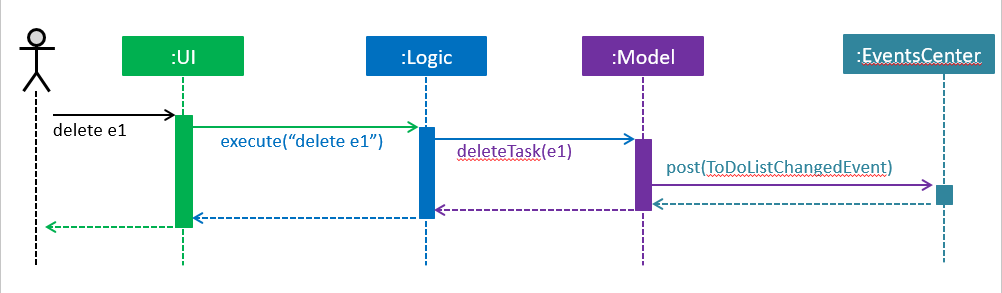 :UI
:Logic
:Model
:EventsCenter
delete e1
execute(“delete e1”)
deleteTask(e1)
post(ToDoListChangedEvent)